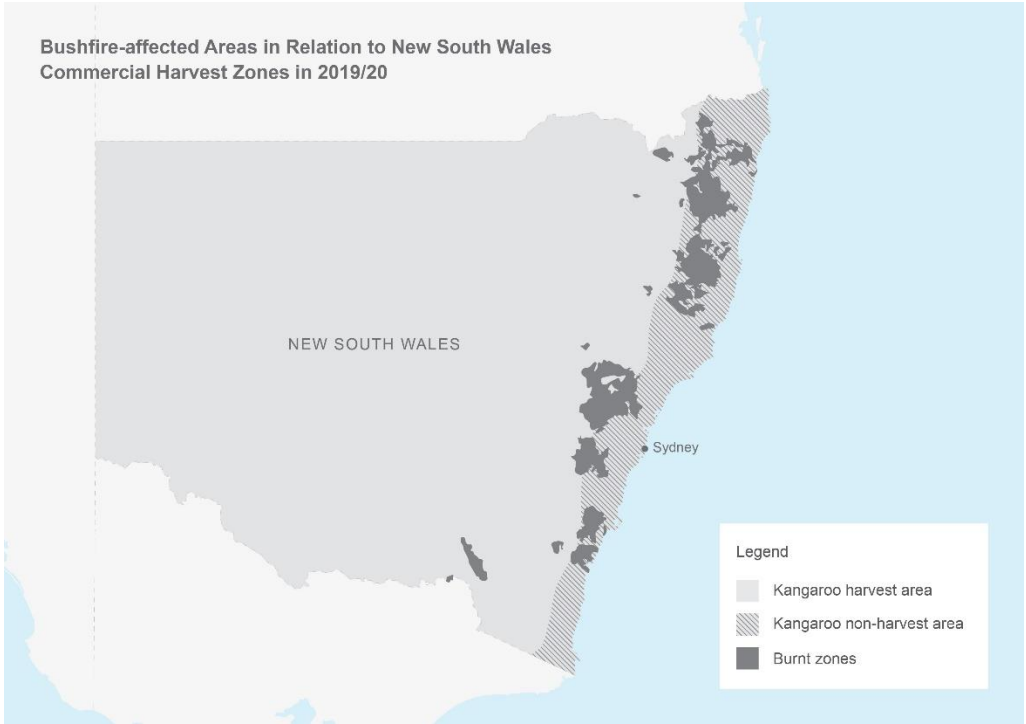 Bushfire-affected Areas in Relation to New South Wales
Commercial Harvest Zones in 2019/20
NEW SOUTH WALES
Sydney
Legend
Kangaroo harvest area
Kangaroo non-harvest area
Burnt zones